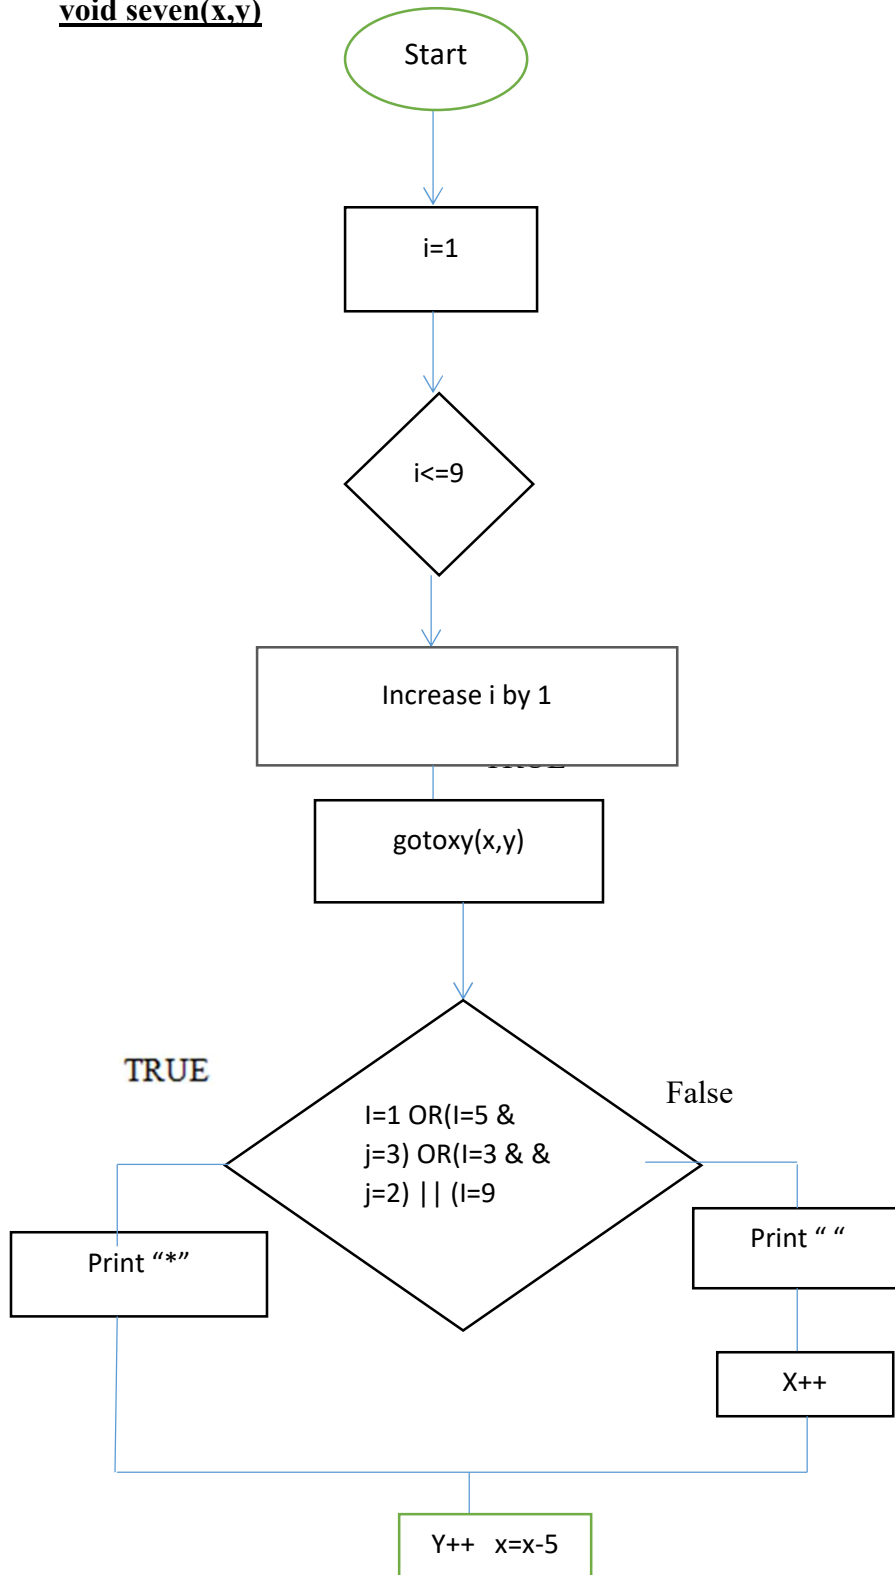 void seven(x,y)
Start
i=1
i<=9
Increase i by 1
TRUE
gotoxy(x,y)
TRUE
False
I=1 OR(I=5 &
j=3) OR(I=3 & &
j=2) || (I=9
Print “*”
Print “ “
X++
Y++ x=x-5